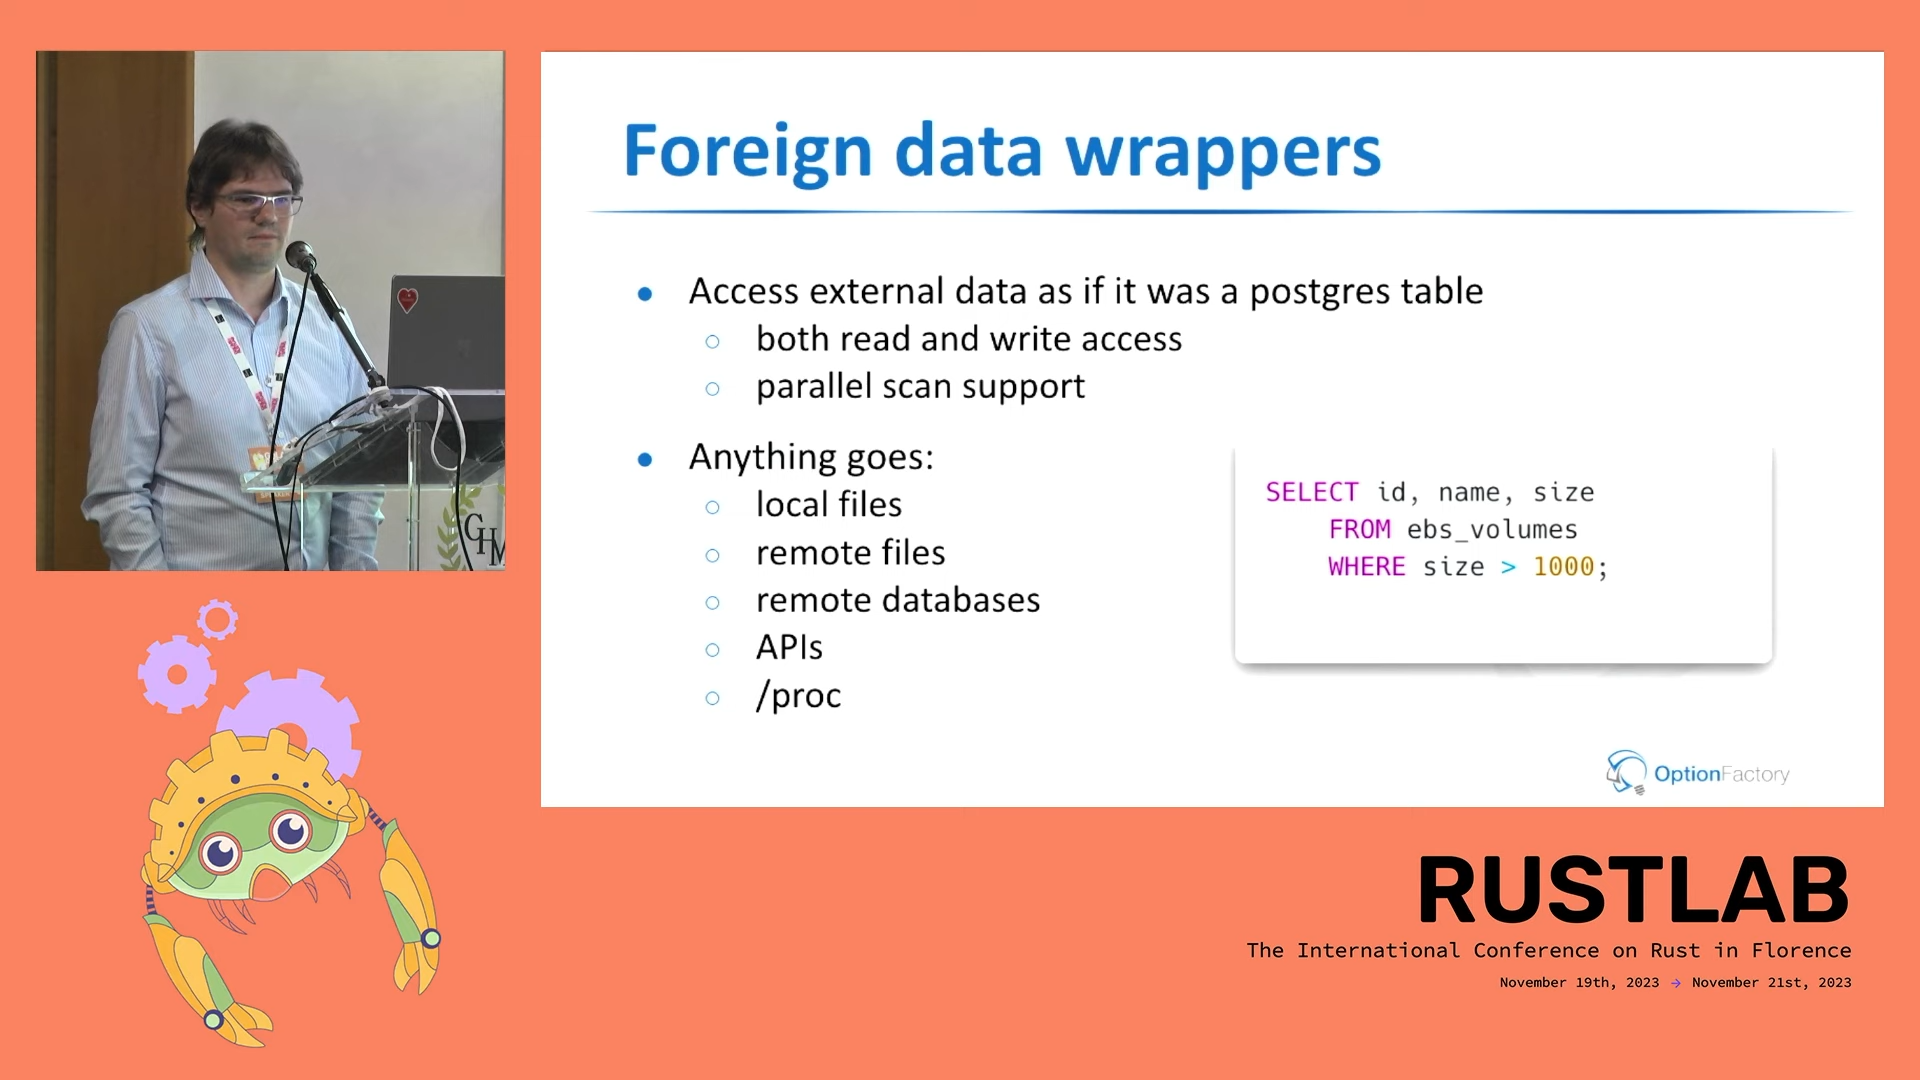 Foreign data wrappers
Access external data as if it was a postgres table
both read and write access
parallel scan support
Anything goes:
local files
remote files
remote databases
APIs
/proc
SELECT id, name, size
FROM ebs_volumes
WHERE size > 1000;
OptionFactory
GHM
RUSTLAB
The International Conference on Rust in Florence
November 19th, 2023 → November 21st, 2023